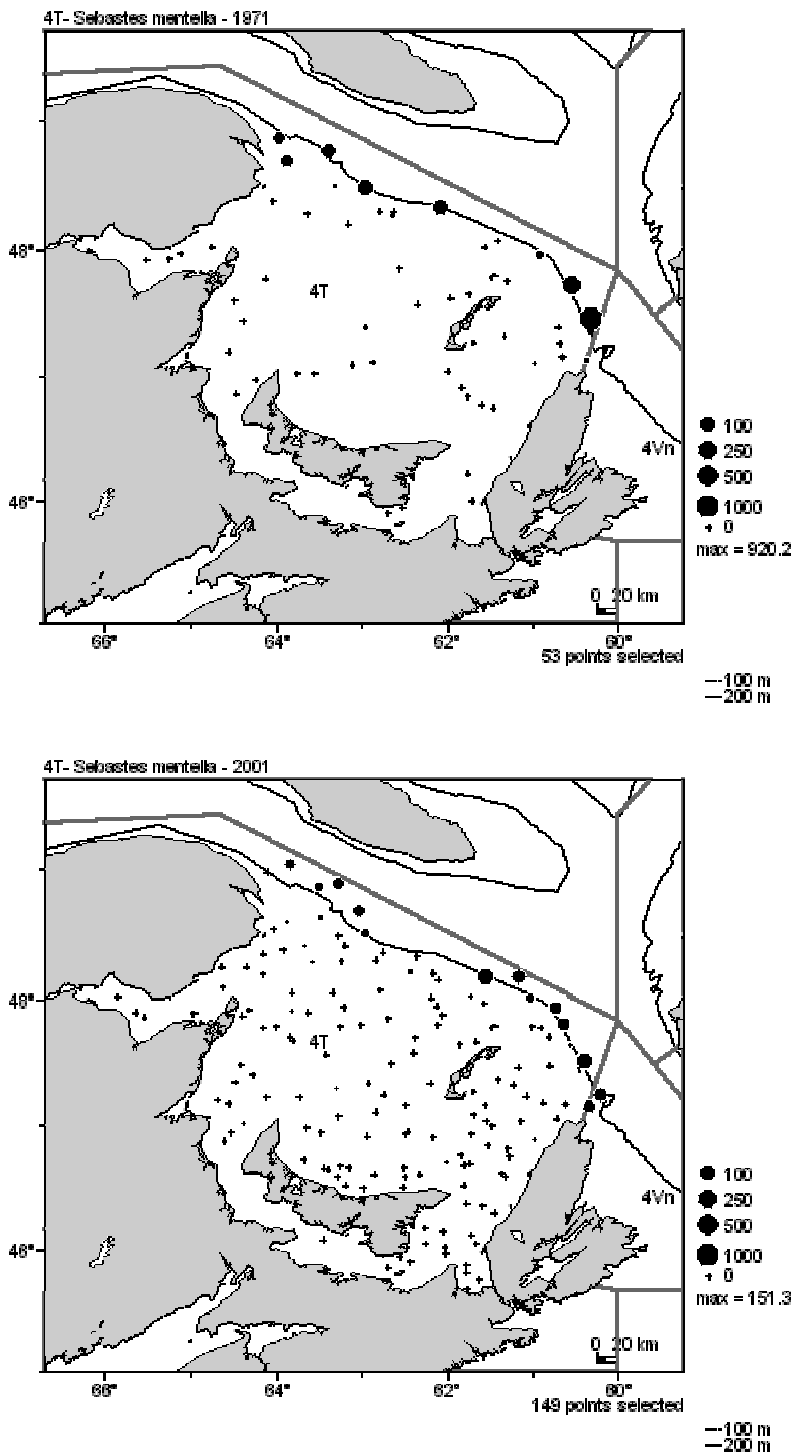 4T- Sebastes mentella - 1971
48°
4T
4Vn
46°
100
250
500
1000
0
max = 920.2
0 20 km
66° 64° 62° 60°
53 points selected
100 m
200 m
4T- Sebastes mentella - 2001
48°
4T
4Vn
46°
100
250
500
1000
0
max = 151.3
0 20 km
66° 64° 62° 60°
149 points selected
100 m
200 m